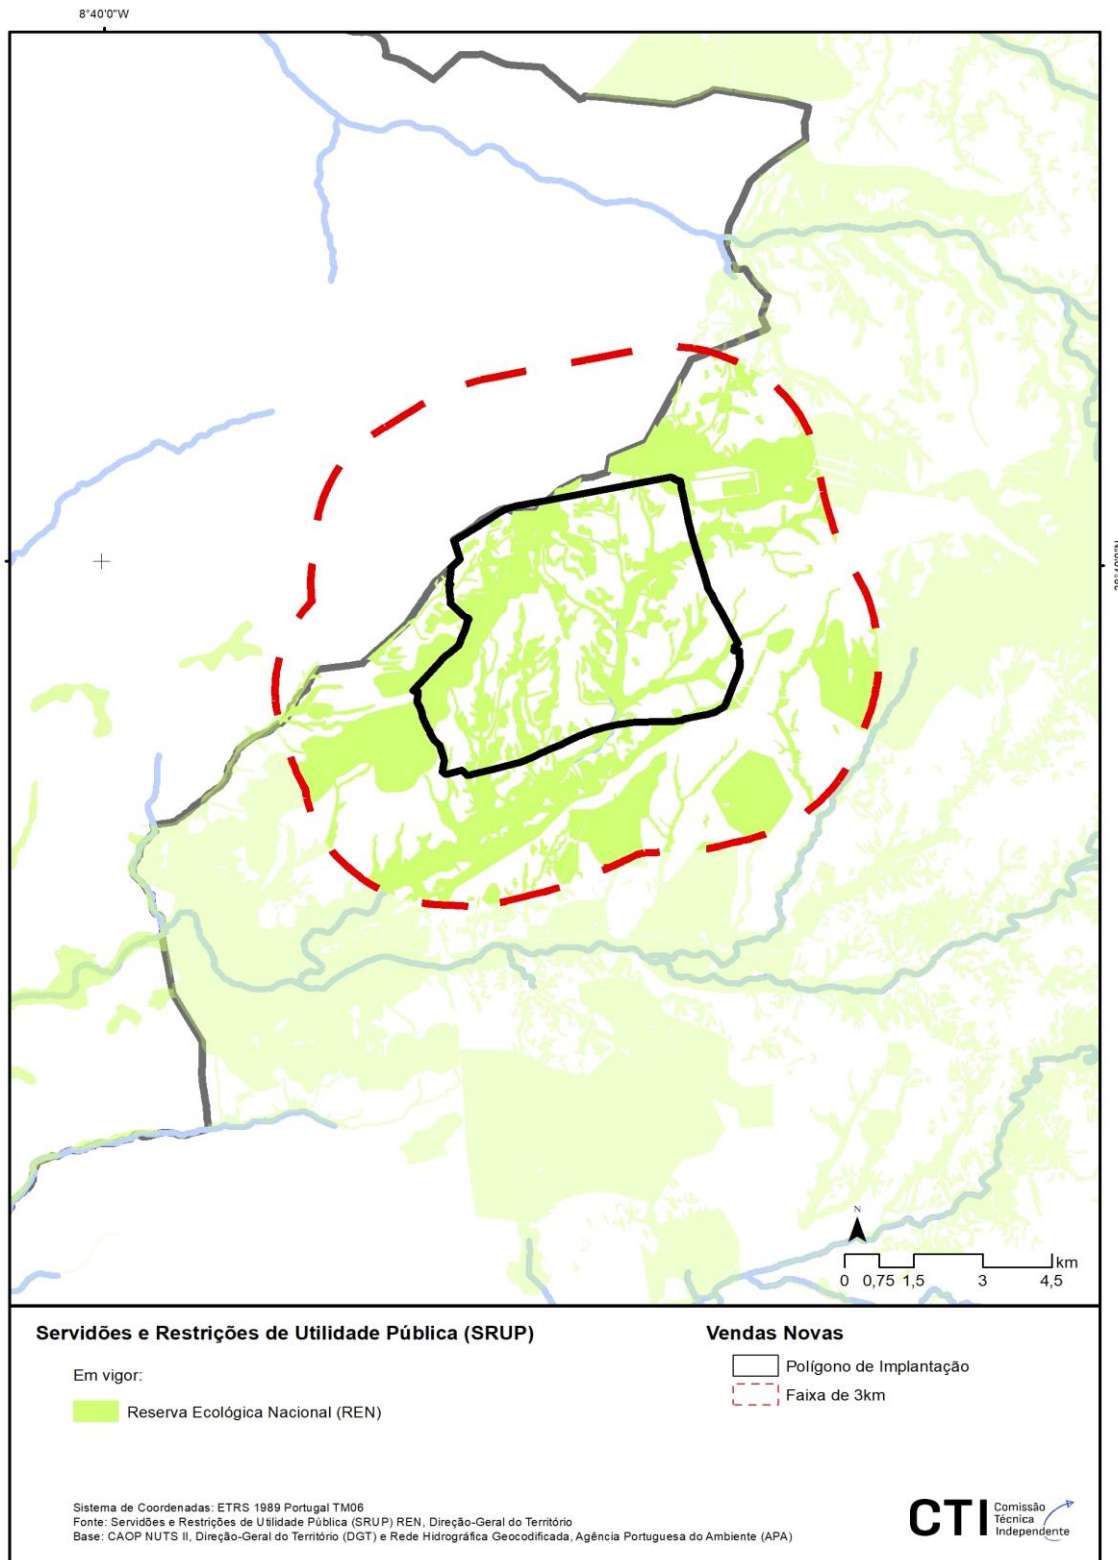 8°40'0"W
38°40'0"N
N
km
0 0,75 1,5 3 4,5
Servidões e Restrições de Utilidade Pública (SRUP)
Em vigor:
Reserva Ecológica Nacional (REN)
Vendas Novas
Polígono de Implantação
Faixa de 3km
Sistema de Coordenadas: ETRS 1989 Portugal TM06
Fonte: Servidões e Restrições de Utilidade Pública (SRUP) REN, Direção-Geral do Território
Base: CAOP NUTS II, Direção-Geral do Território (DGT) e Rede Hidrográfica Geocodificada, Agência Portuguesa do Ambiente (APA)
CTI
Comissão
Técnica
Independente